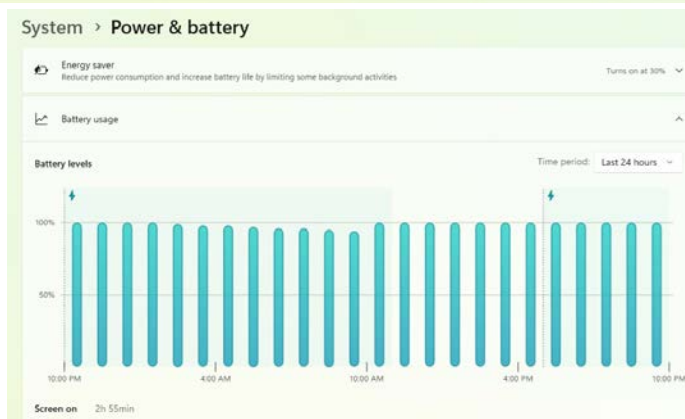 System > Power & battery
Energy saver
Reduce power consumption and increase battery life by limiting some background activities
Turns on at 30%
Battery usage
Battery levels
Time period: Last 24 hours
100%
50%
10:00 PM 4:00 AM 10:00 AM 4:00 PM 10:00 PM
Screen on 2h 55min